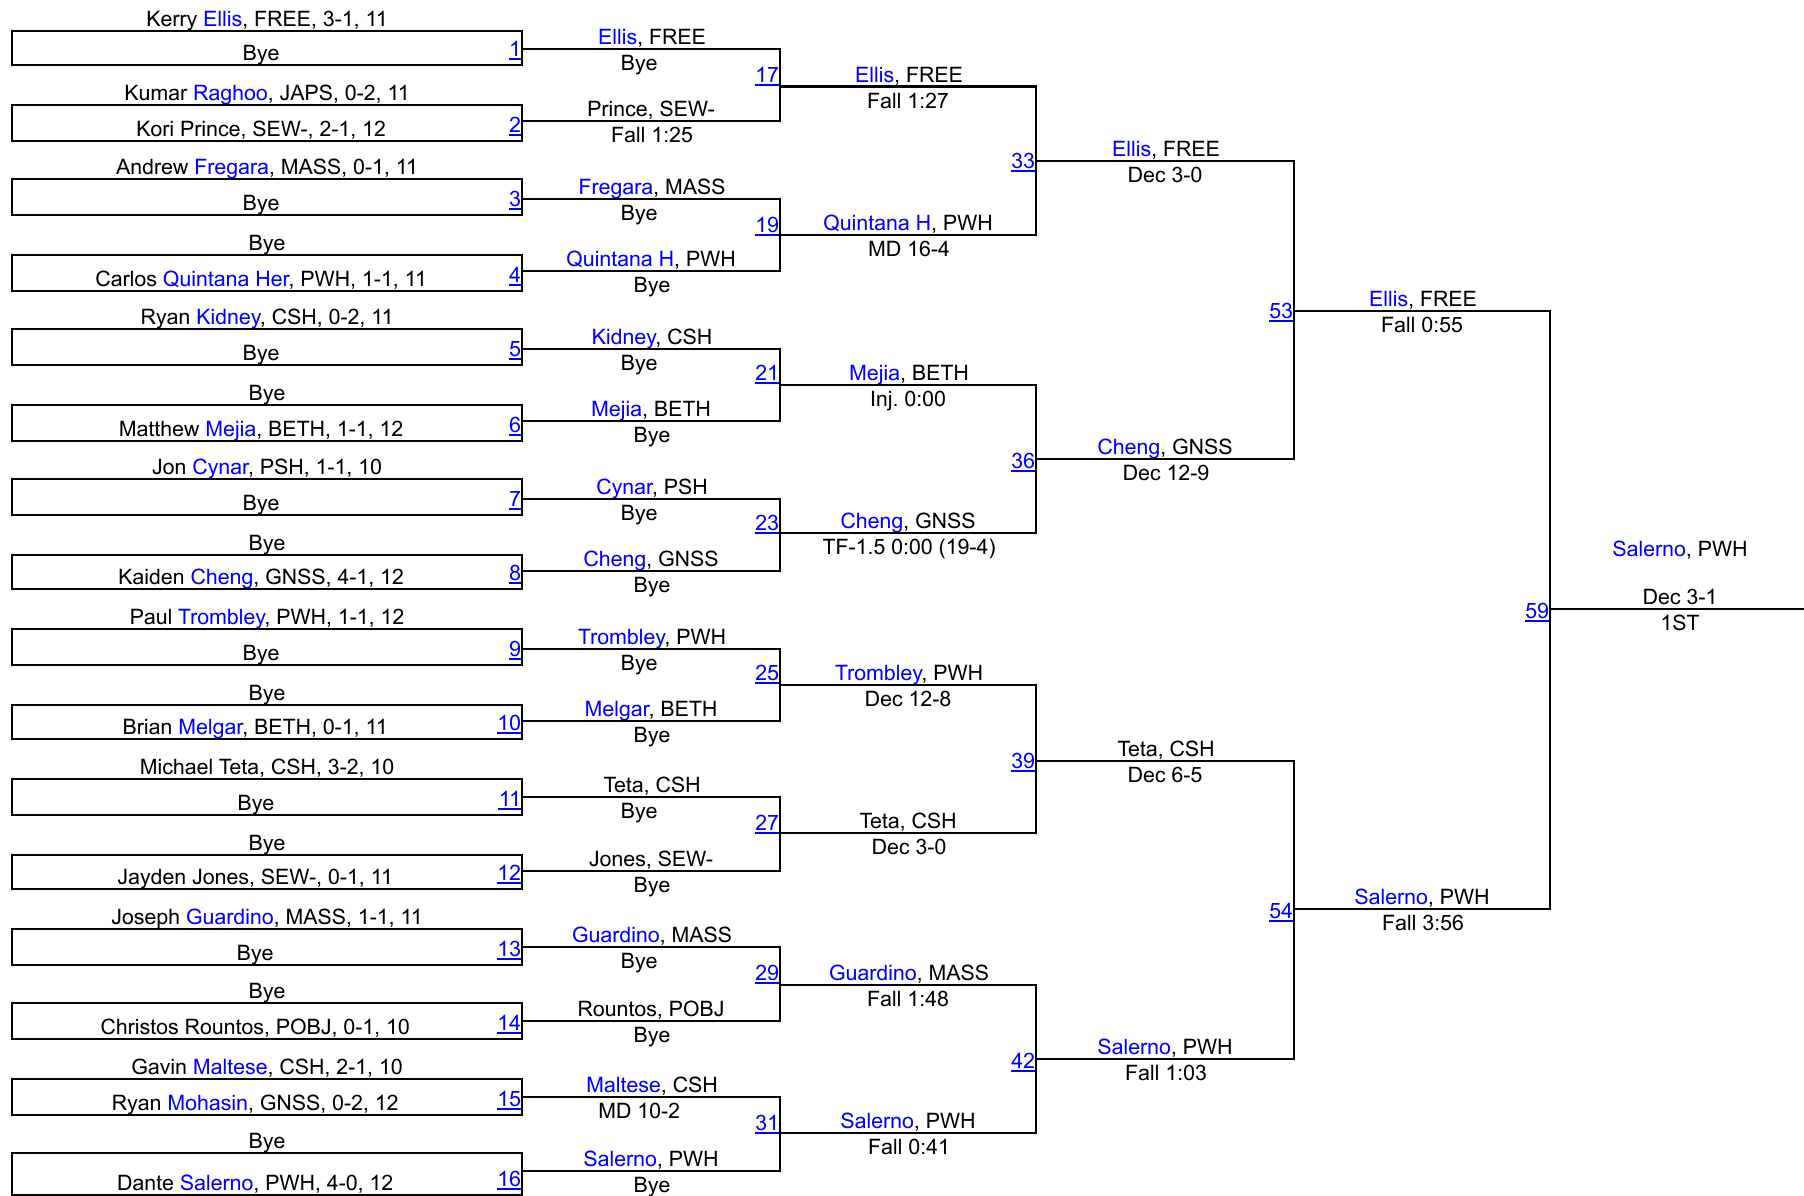 Kerry Ellis, FREE, 3-1, 11
Bye
1
Kumar Raghoo, JAPS, 0-2, 11
Kori Prince, SEW-, 2-1, 12
2
Andrew Fregara, MASS, 0-1, 11
Bye
3
Bye
Carlos Quintana Her, PWH, 1-1, 11
4
Ryan Kidney, CSH, 0-2, 11
Bye
5
Bye
Matthew Mejia, BETH, 1-1, 12
6
Jon Cynar, PSH, 1-1, 10
Bye
7
Bye
Kaiden Cheng, GNSS, 4-1, 12
8
Paul Trombley, PWH, 1-1, 12
Bye
9
Bye
Brian Melgar, BETH, 0-1, 11
10
Michael Teta, CSH, 3-2, 10
Bye
11
Bye
Jayden Jones, SEW-, 0-1, 11
12
Joseph Guardino, MASS, 1-1, 11
Bye
13
Bye
Christos Rountos, POBJ, 0-1, 10
14
Gavin Maltese, CSH, 2-1, 10
Ryan Mohasin, GNSS, 0-2, 12
15
Bye
Dante Salerno, PWH, 4-0, 12
16
Ellis, FREE
Bye
17
Prince, SEW-
Fall 1:25
Fregara, MASS
Bye
19
Quintana H, PWH
Bye
Kidney, CSH
Bye
21
Mejia, BETH
Bye
Cynar, PSH
Bye
23
Cheng, GNSS
Bye
Trombley, PWH
Bye
25
Melgar, BETH
Bye
Teta, CSH
Bye
27
Jones, SEW-
Bye
Guardino, MASS
Bye
29
Rountos, POBJ
Bye
Maltese, CSH
MD 10-2
31
Salerno, PWH
Bye
Ellis, FREE
Fall 1:27
33
Quintana H, PWH
MD 16-4
Mejia, BETH
Inj. 0:00
36
Cheng, GNSS
TF-1.5 0:00 (19-4)
Trombley, PWH
Dec 12-8
39
Teta, CSH
Dec 3-0
Guardino, MASS
Fall 1:48
42
Salerno, PWH
Fall 0:41
Ellis, FREE
Dec 3-0
53
Cheng, GNSS
Dec 12-9
Teta, CSH
Dec 6-5
54
Salerno, PWH
Fall 1:03
Ellis, FREE
Fall 0:55
59
Salerno, PWH
Fall 3:56
Salerno, PWH
Dec 3-1
1ST